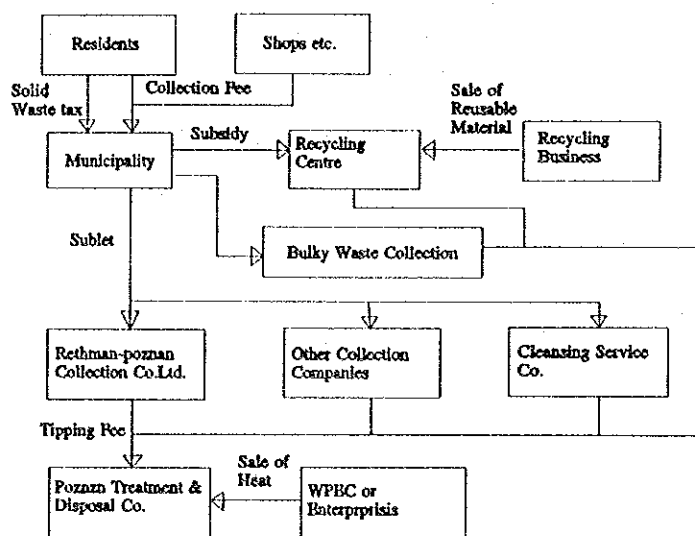 Residents
Shops etc.
Solid
Waste tax
Collection Fee
Sale of
Reusable
Material
Municipality
Subsidy
Recycling
Centre
Recycling
Business
Sublet
Bulky Waste Collection
Rethman-poznan
Collection Co.Ltd.
Other Collection
Companies
Cleansing Service
Co.
Tipping Fee
Poznzn Treatment &
Disposal Co.
Sale of
Heat
WPEC or
Enterprprisis